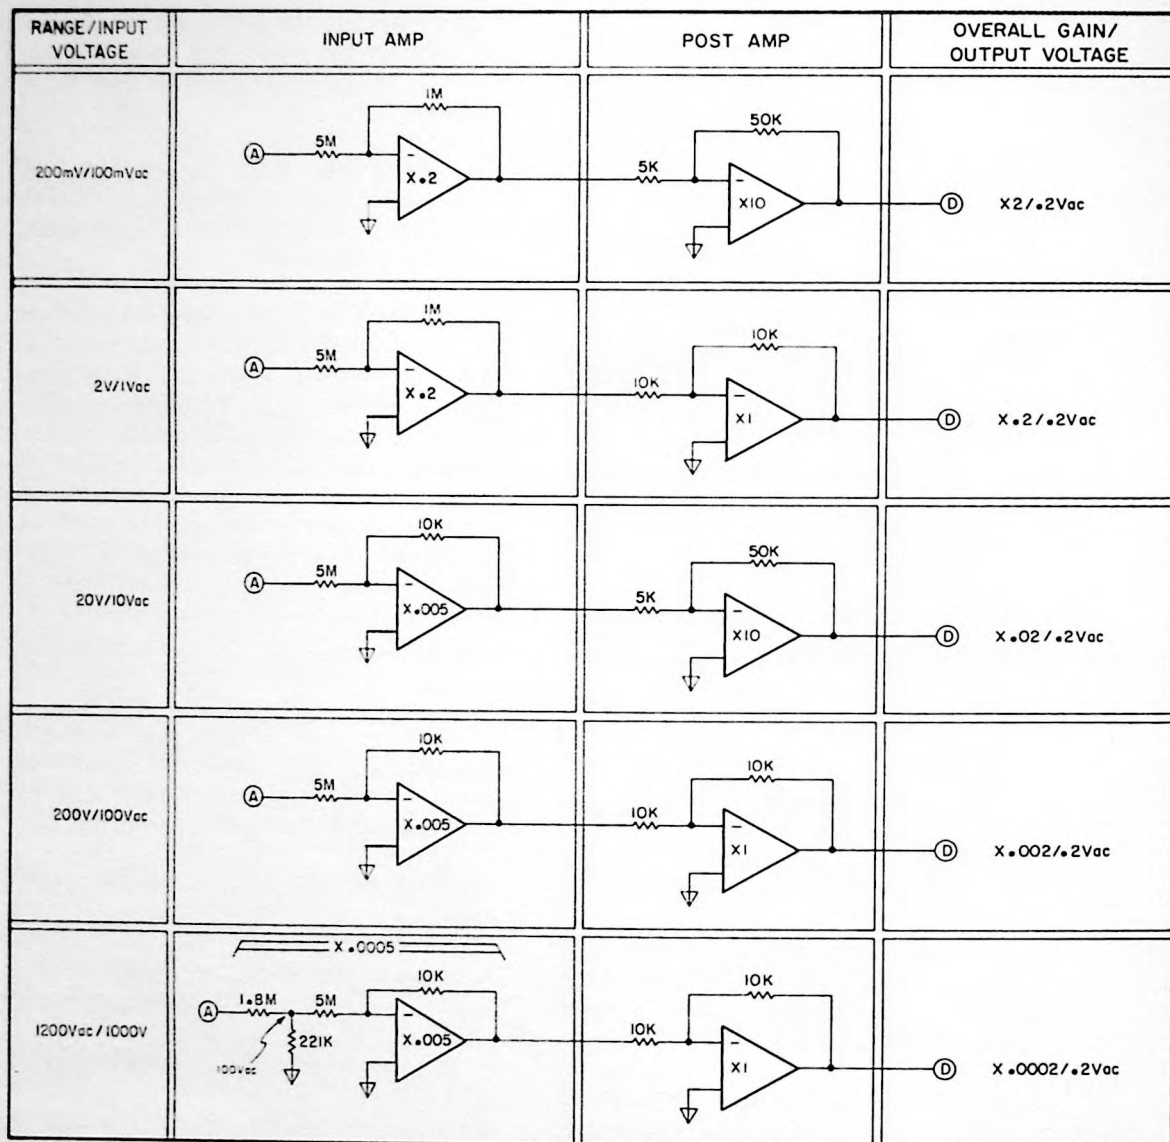 RANGE/INPUT
VOLTAGE
INPUT AMP
POST AMP
OVERALL GAIN/
OUTPUT VOLTAGE
200mV/100mVac
A
5M
1M
−
X.2
5K
50K
−
X10
D
X2/.2Vac
2V/1Vac
A
5M
1M
−
X.2
10K
10K
−
X1
D
X.2/.2Vac
20V/10Vac
A
5M
10K
−
X.005
5K
50K
−
X10
D
X.02/.2Vac
200V/100Vac
A
5M
10K
−
X.005
10K
10K
−
X1
D
X.002/.2Vac
1200Vac/1000V
X.0005
A
1.8M
5M
221K
100Vac
10K
−
X.005
10K
10K
−
X1
D
X.0002/.2Vac